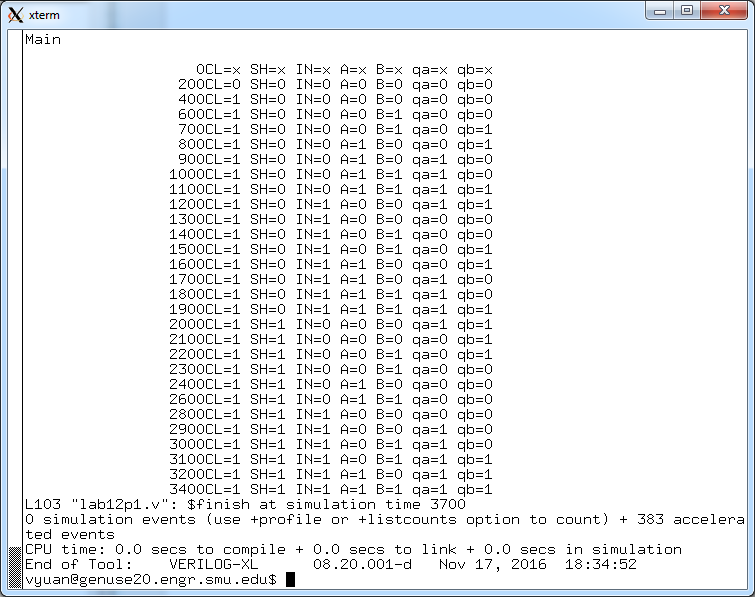 xterm
Main
0CL=x SH=x IN=x A=x B=x qa=x qb=x
200CL=0 SH=0 IN=0 A=0 B=0 qa=0 qb=0
400CL=1 SH=0 IN=0 A=0 B=0 qa=0 qb=0
600CL=1 SH=0 IN=0 A=0 B=1 qa=0 qb=0
700CL=1 SH=0 IN=0 A=0 B=1 qa=0 qb=1
800CL=1 SH=0 IN=0 A=1 B=0 qa=0 qb=1
900CL=1 SH=0 IN=0 A=1 B=0 qa=1 qb=0
1000CL=1 SH=0 IN=0 A=1 B=1 qa=1 qb=0
1100CL=1 SH=0 IN=0 A=1 B=1 qa=1 qb=1
1200CL=1 SH=0 IN=1 A=0 B=0 qa=1 qb=1
1300CL=1 SH=0 IN=1 A=0 B=0 qa=0 qb=0
1400CL=1 SH=0 IN=1 A=0 B=1 qa=0 qb=0
1500CL=1 SH=0 IN=1 A=0 B=1 qa=0 qb=1
1600CL=1 SH=0 IN=1 A=1 B=0 qa=0 qb=1
1700CL=1 SH=0 IN=1 A=1 B=0 qa=1 qb=0
1800CL=1 SH=0 IN=1 A=1 B=1 qa=1 qb=0
1900CL=1 SH=0 IN=1 A=1 B=1 qa=1 qb=1
2000CL=1 SH=1 IN=0 A=0 B=0 qa=1 qb=1
2100CL=1 SH=1 IN=0 A=0 B=0 qa=0 qb=1
2200CL=1 SH=1 IN=0 A=0 B=1 qa=0 qb=1
2300CL=1 SH=1 IN=0 A=0 B=1 qa=0 qb=0
2400CL=1 SH=1 IN=0 A=1 B=0 qa=0 qb=0
2600CL=1 SH=1 IN=0 A=1 B=1 qa=0 qb=0
2800CL=1 SH=1 IN=1 A=0 B=0 qa=0 qb=0
2900CL=1 SH=1 IN=1 A=0 B=0 qa=1 qb=0
3000CL=1 SH=1 IN=1 A=0 B=1 qa=1 qb=0
3100CL=1 SH=1 IN=1 A=0 B=1 qa=1 qb=1
3200CL=1 SH=1 IN=1 A=1 B=0 qa=1 qb=1
3400CL=1 SH=1 IN=1 A=1 B=1 qa=1 qb=1
L103 "lab12p1.v": $finish at simulation time 3700
0 simulation events (use +profile or +listcounts option to count) + 383 accelera
ted events
CPU time: 0.0 secs to compile + 0.0 secs to link + 0.0 secs in simulation
End of Tool:    VERILOG-XL      08.20.001-d   Nov 17, 2016  18:34:52
vyuan@genuse20.engr.smu.edu$